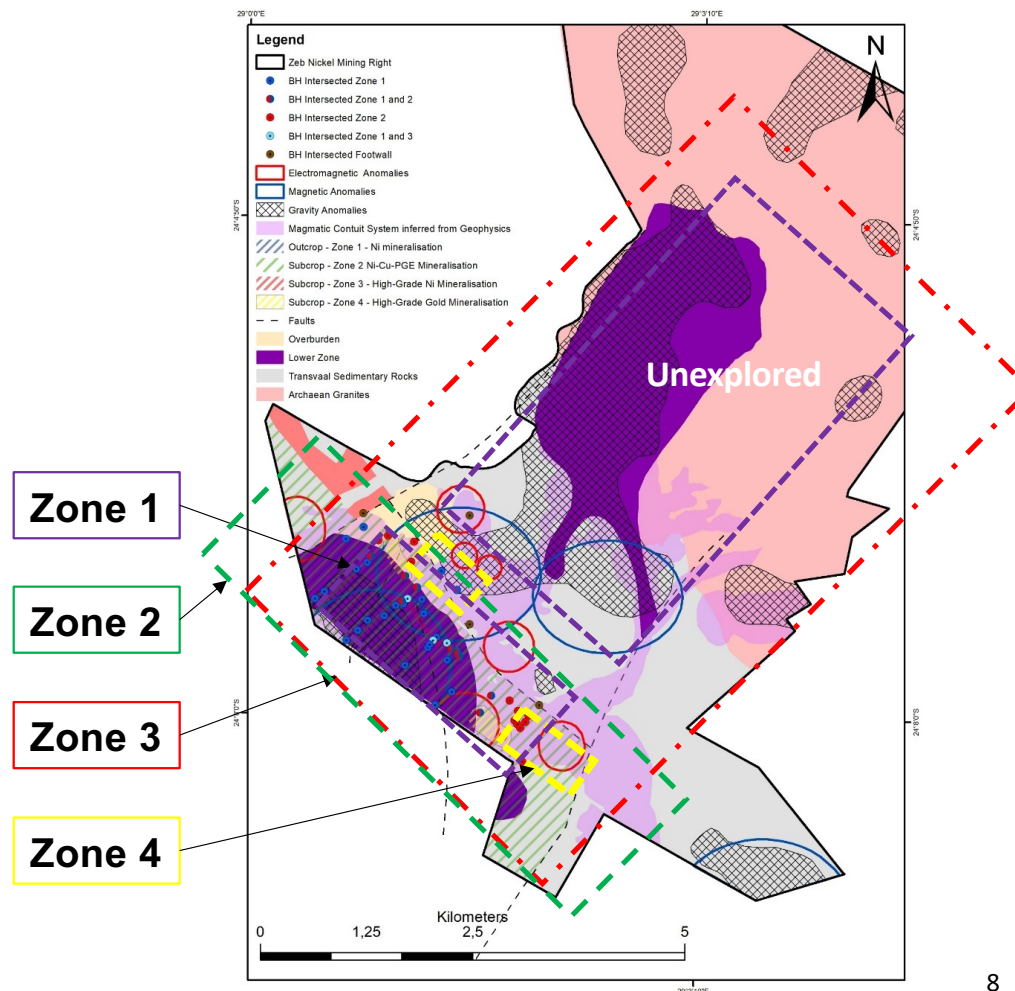 29°0'0"E
29°3'10"E
Legend
Zeb Nickel Mining Right
BH Intersected Zone 1
BH Intersected Zone 1 and 2
BH Intersected Zone 2
BH Intersected Zone 1 and 3
BH Intersected Footwall
Electromagnetic Anomalies
Magnetic Anomalies
Gravity Anomalies
Magmatic Contuit System inferred from Geophysics
Outcrop - Zone 1 - Ni mineralisation
Subcrop - Zone 2 Ni-Cu-PGE Mineralisation
Subcrop - Zone 3 - High-Grade Ni Mineralisation
Subcrop - Zone 4 - High-Grade Gold Mineralisation
Faults
Overburden
Lower Zone
Transvaal Sedimentary Rocks
Archaean Granites
N
24°4'50"S
24°4'50"S
Unexplored
Zone 1
Zone 2
Zone 3
Zone 4
24°8'0"S
Kilometers
0
1,25
2,5
5
8